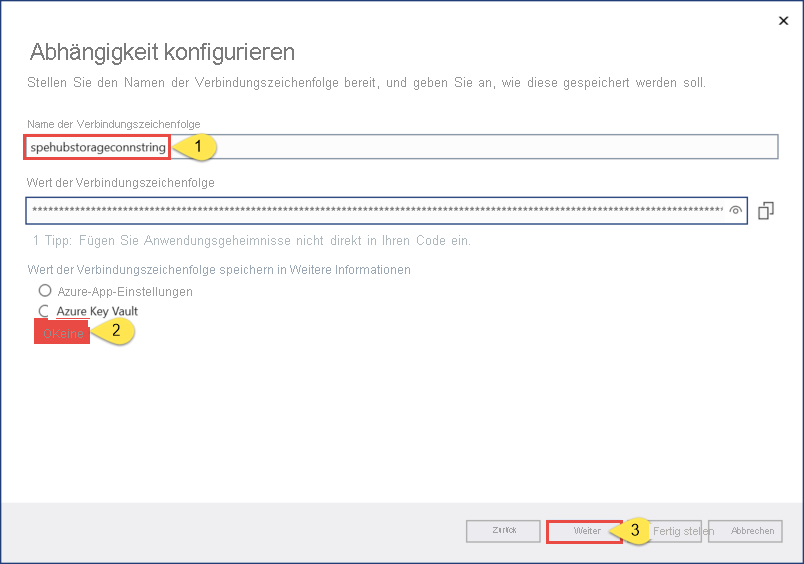 Abhängigkeit konfigurieren
Stellen Sie den Namen der Verbindungszeichenfolge bereit, und geben Sie an, wie diese gespeichert werden soll.
Name der Verbindungszeichenfolge
spehubstorageconnstring 1
Wert der Verbindungszeichenfolge
1 Tipp: Fügen Sie Anwendungsgeheimnisse nicht direkt in Ihren Code ein.
Wert der Verbindungszeichenfolge speichern in Weitere Informationen
Azure-App-Einstellungen
Azure Key Vault
OKeine 2
Zurück Weiter 3 Fertig stellen Abbrechen